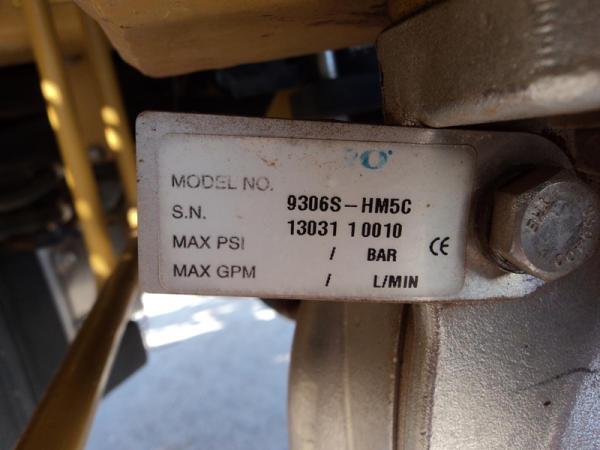 MODEL NO. 9306S-HM5C
S.N. 13031 10010
MAX PSI / BAR
MAX GPM / L/MIN
CE